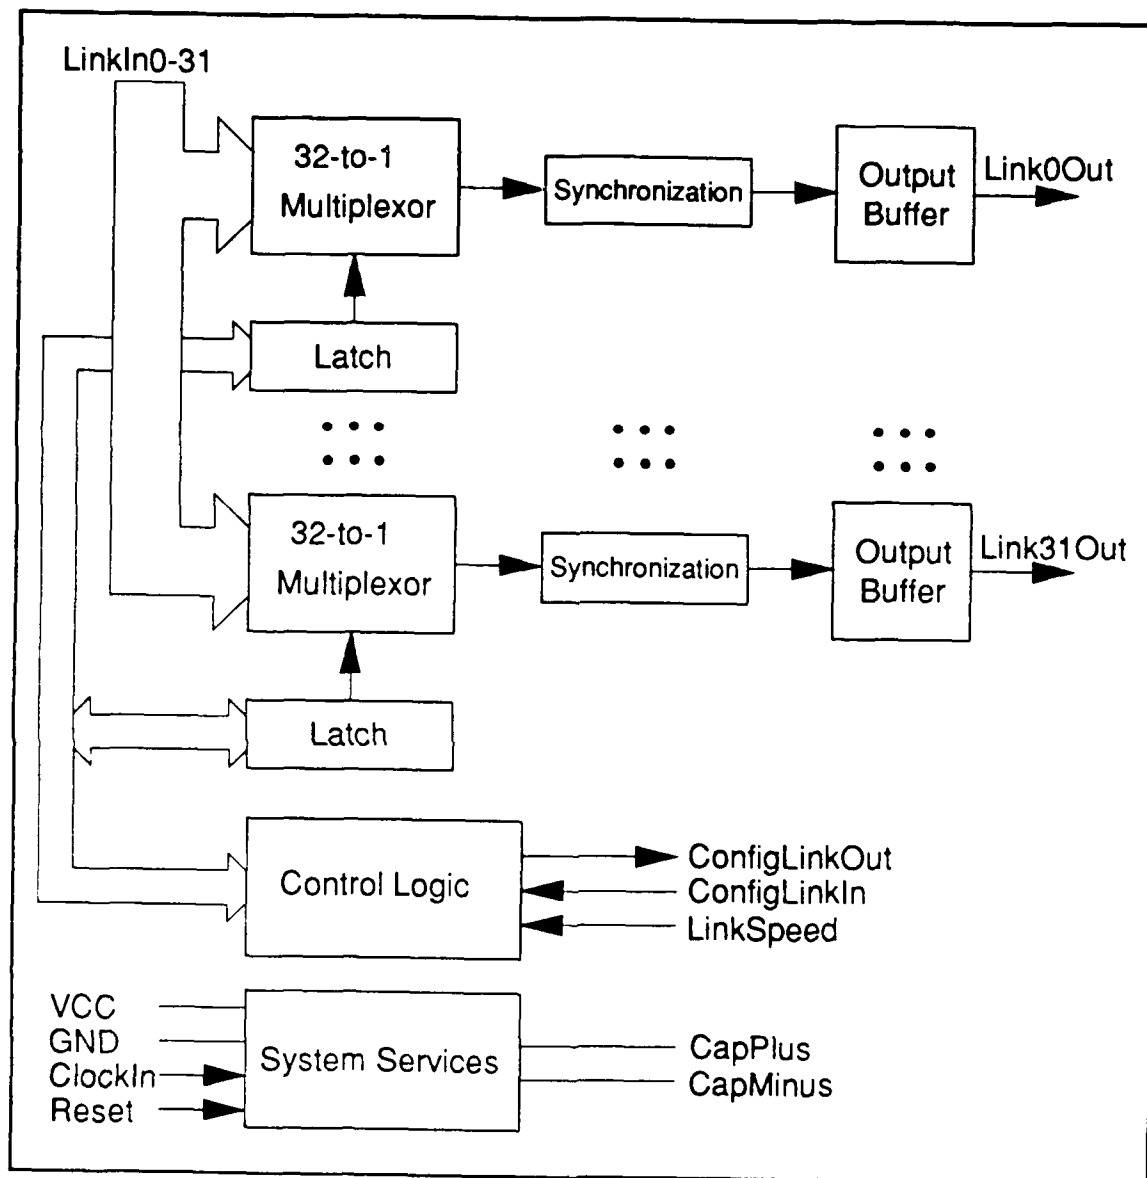 LinkIn0-31
32-to-1
Multiplexor
Synchronization
Output
Buffer
Link0Out
Latch
32-to-1
Multiplexor
Synchronization
Output
Buffer
Link31Out
Latch
Control Logic
ConfigLinkOut
ConfigLinkIn
LinkSpeed
VCC
GND
ClockIn
Reset
System Services
CapPlus
CapMinus